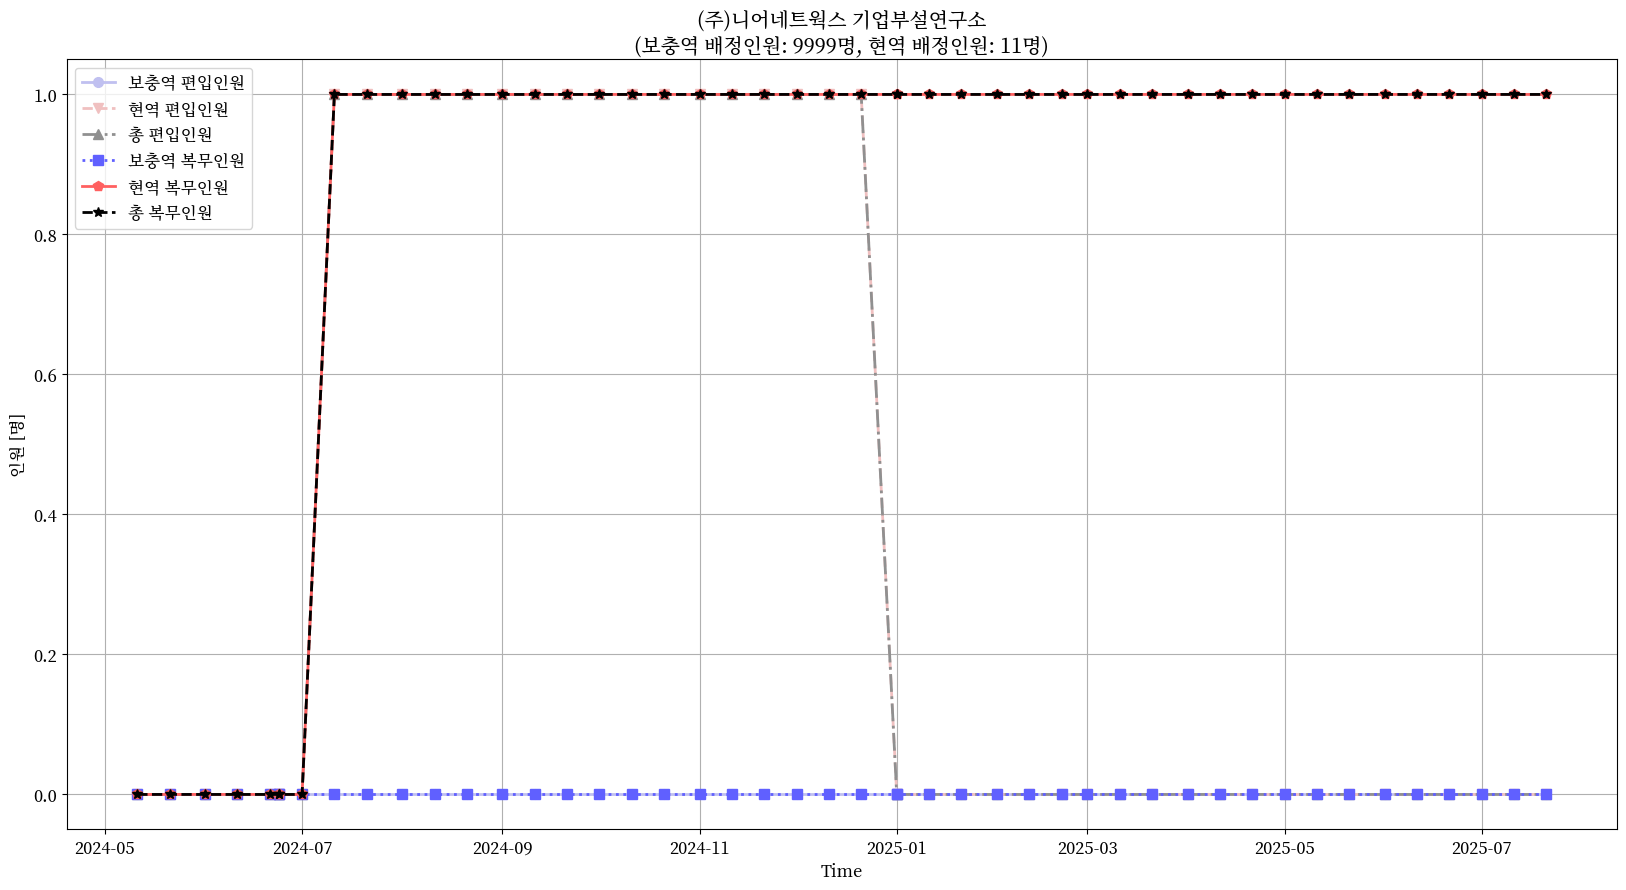 (주)니어네트웍스 기업부설연구소
(보충역 배정인원: 9999명, 현역 배정인원: 11명)
보충역 편입인원
현역 편입인원
총 편입인원
보충역 복무인원
현역 복무인원
총 복무인원
인원 [명]
1.0
0.8
0.6
0.4
0.2
0.0
2024-05 2024-07 2024-09 2024-11 2025-01 2025-03 2025-05 2025-07
Time